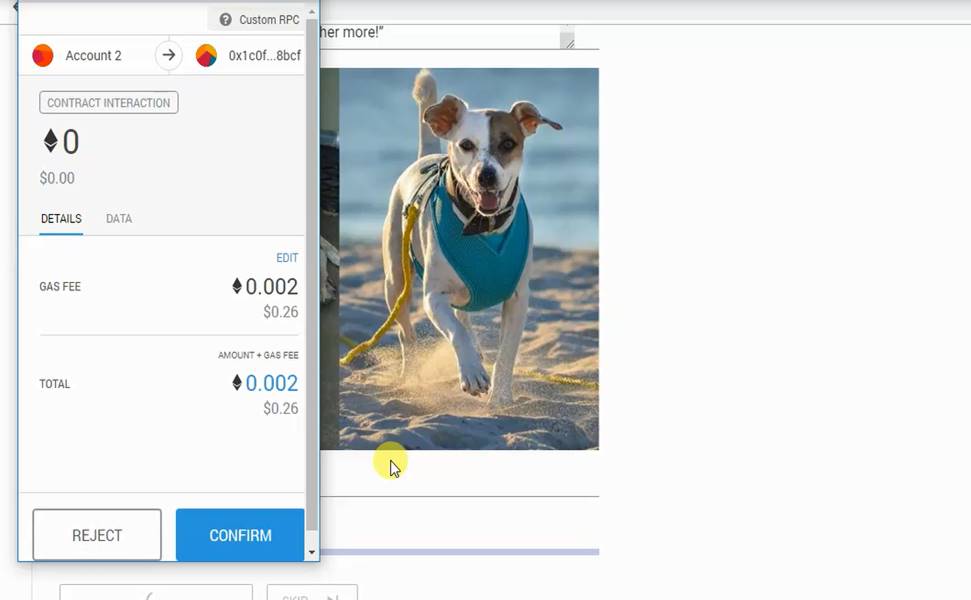 Custom RPC
her more!"
Account 2
0x1c0f...8bcf
CONTRACT INTERACTION
0
$0.00
DETAILS
DATA
EDIT
GAS FEE
0.002
$0.26
AMOUNT + GAS FEE
TOTAL
0.002
$0.26
REJECT
CONFIRM
SKIP